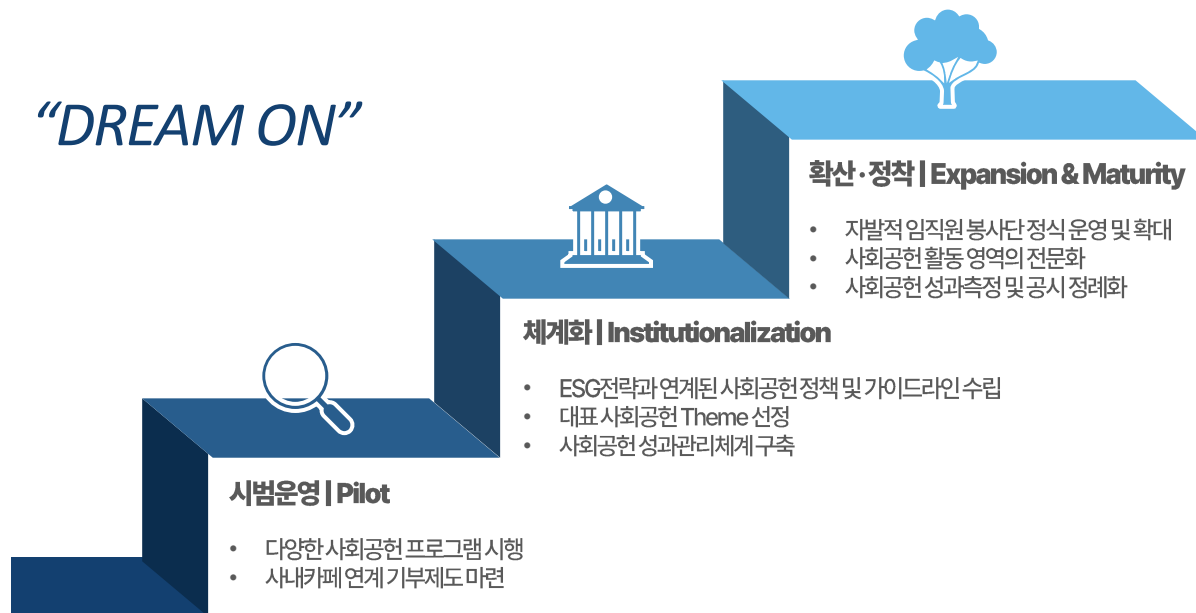 “DREAM ON”
확산·정착 | Expansion & Maturity
• 자발적 임직원 봉사단 정식 운영 및 확대
• 사회공헌 활동 영역의 전문화
• 사회공헌 성과측정 및 공시 정례화
체계화 | Institutionalization
• ESG전략과 연계된 사회공헌 정책 및 가이드라인 수립
• 대표 사회공헌 Theme 선정
• 사회공헌 성과관리체계 구축
시범운영 | Pilot
• 다양한 사회공헌 프로그램 시행
• 사내카페 연계 기부제도 마련